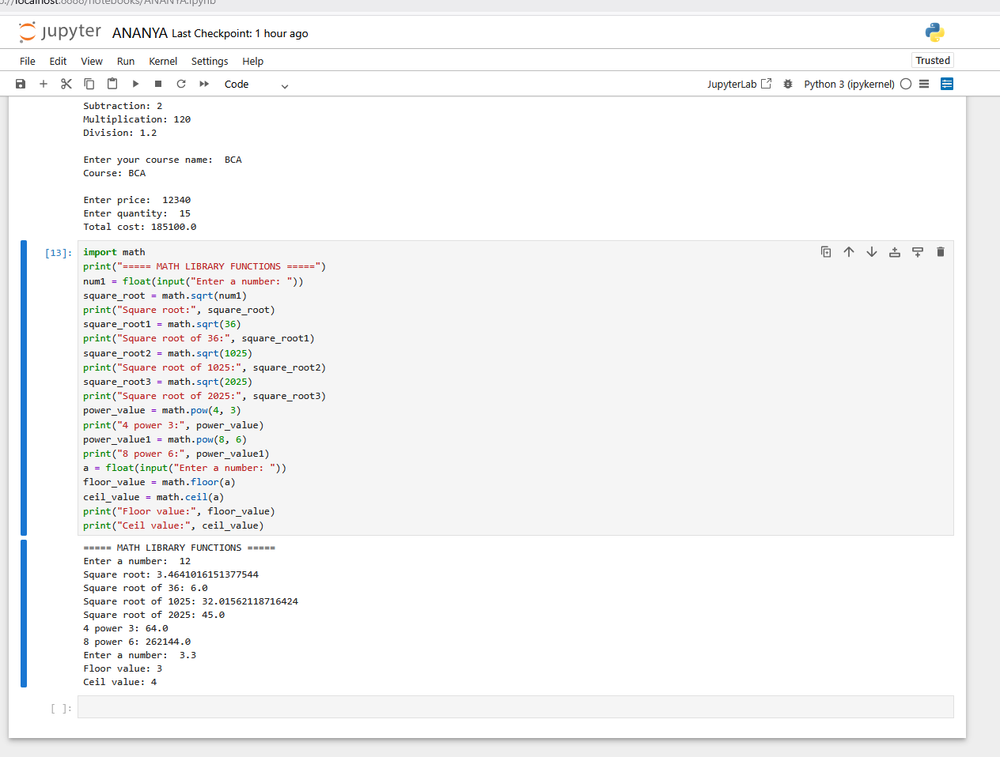 p://localhost:8888/notebooks/ANANYA.ipynb
jupyter ANANYA Last Checkpoint: 1 hour ago
File Edit View Run Kernel Settings Help
Trusted
Code
JupyterLab
Python 3 (ipykernel)
Subtraction: 2
Multiplication: 120
Division: 1.2
Enter your course name:  BCA
Course: BCA
Enter price:  12340
Enter quantity:  15
Total cost: 185100.0
[13]:
import math
print("===== MATH LIBRARY FUNCTIONS =====")
num1 = float(input("Enter a number: "))
square_root = math.sqrt(num1)
print("Square root:", square_root)
square_root1 = math.sqrt(36)
print("Square root of 36:", square_root1)
square_root2 = math.sqrt(1025)
print("Square root of 1025:", square_root2)
square_root3 = math.sqrt(2025)
print("Square root of 2025:", square_root3)
power_value = math.pow(4, 3)
print("4 power 3:", power_value)
power_value1 = math.pow(8, 6)
print("8 power 6:", power_value1)
a = float(input("Enter a number: "))
floor_value = math.floor(a)
ceil_value = math.ceil(a)
print("Floor value:", floor_value)
print("Ceil value:", ceil_value)
===== MATH LIBRARY FUNCTIONS =====
Enter a number:  12
Square root: 3.4641016151377544
Square root of 36: 6.0
Square root of 1025: 32.01562118716424
Square root of 2025: 45.0
4 power 3: 64.0
8 power 6: 262144.0
Enter a number:  3.3
Floor value: 3
Ceil value: 4
[ ]: